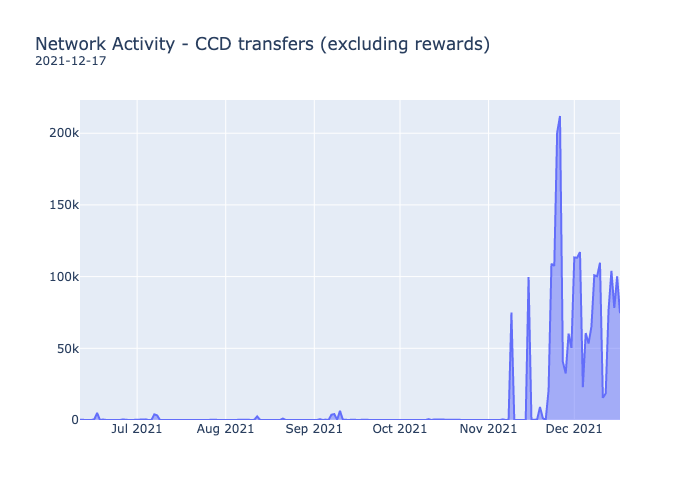 Network Activity - CCD transfers (excluding rewards)
2021-12-17
200k
150k
100k
50k
0
Jul 2021 Aug 2021 Sep 2021 Oct 2021 Nov 2021 Dec 2021